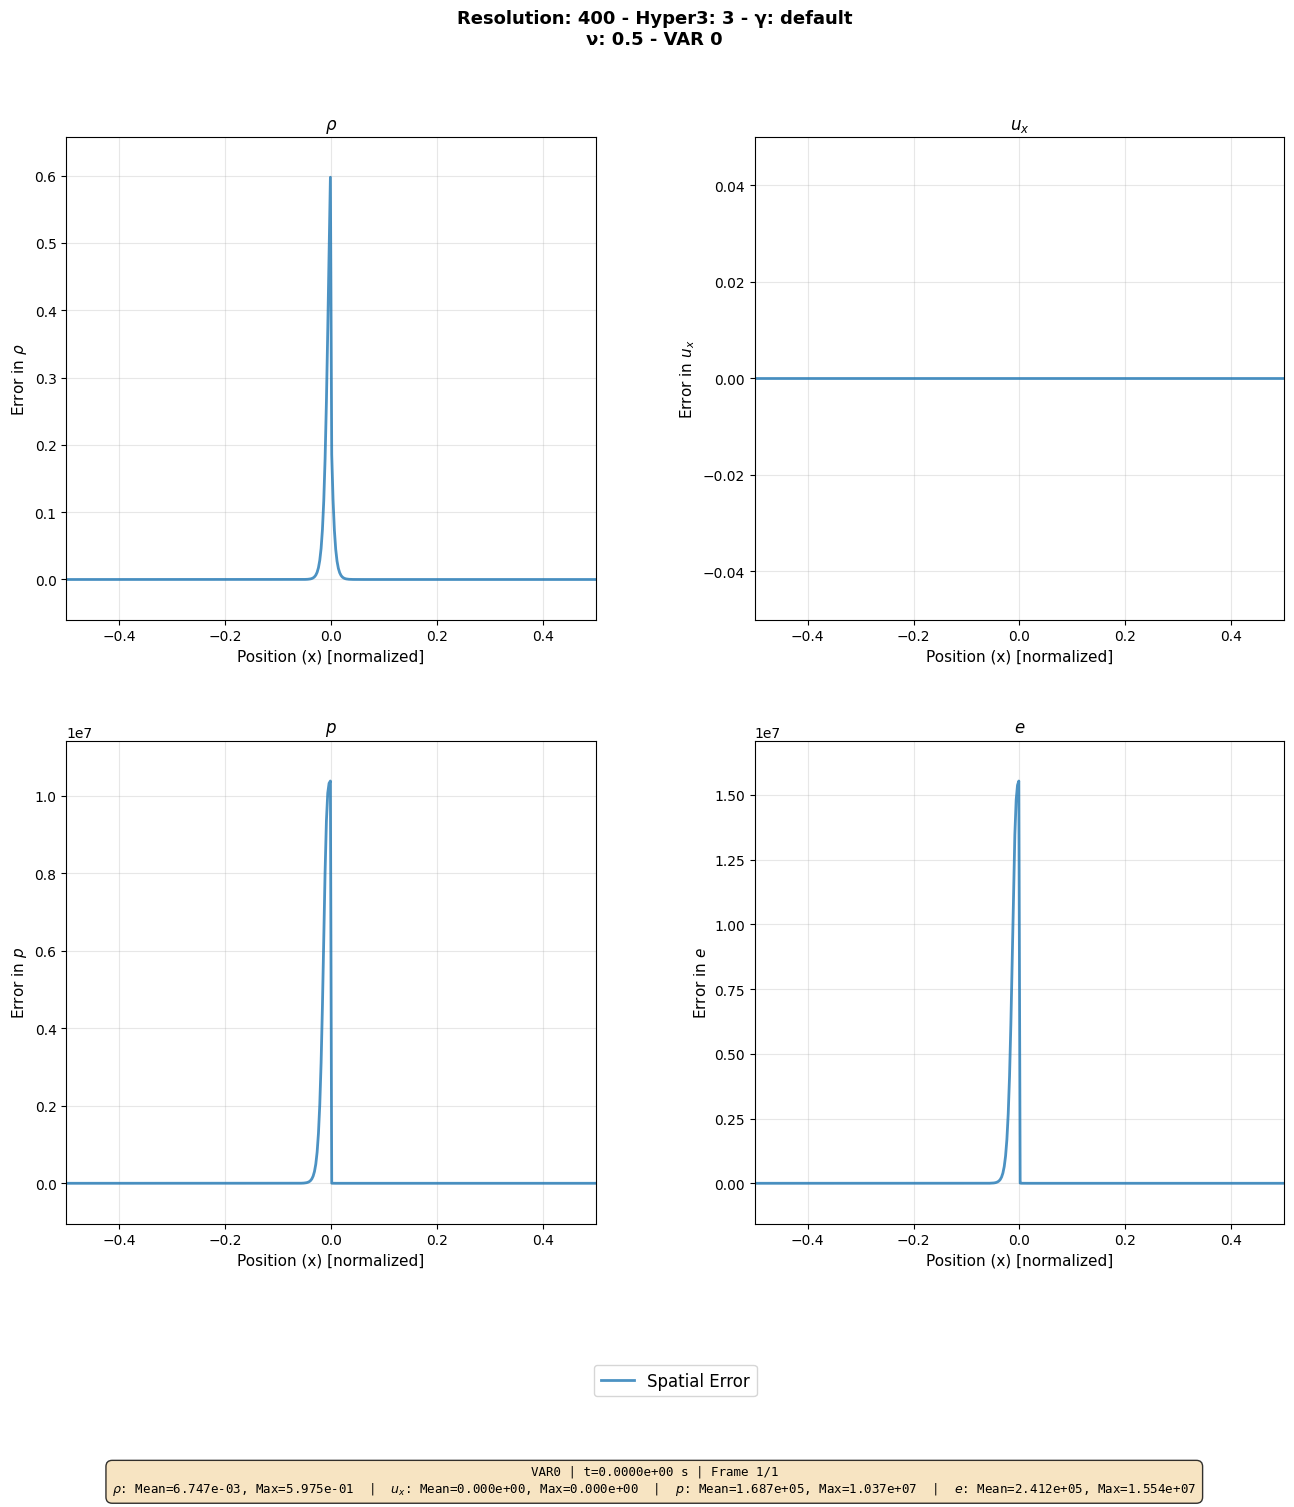 Resolution: 400 - Hyper3: 3 - γ: default
ν: 0.5 - VAR 0
ρ
0.6
0.5
0.4
0.3
0.2
0.1
0.0
Error in ρ
−0.4 −0.2 0.0 0.2 0.4
Position (x) [normalized]
u_x
0.04
0.02
0.00
−0.02
−0.04
Error in u_x
−0.4 −0.2 0.0 0.2 0.4
Position (x) [normalized]
p
1e7
1.0
0.8
0.6
0.4
0.2
0.0
Error in p
−0.4 −0.2 0.0 0.2 0.4
Position (x) [normalized]
e
1e7
1.50
1.25
1.00
0.75
0.50
0.25
0.00
Error in e
−0.4 −0.2 0.0 0.2 0.4
Position (x) [normalized]
Spatial Error
VAR0 | t=0.0000e+00 s | Frame 1/1
ρ: Mean=6.747e-03, Max=5.975e-01 | u_x: Mean=0.000e+00, Max=0.000e+00 | p: Mean=1.687e+05, Max=1.037e+07 | e: Mean=2.412e+05, Max=1.554e+07